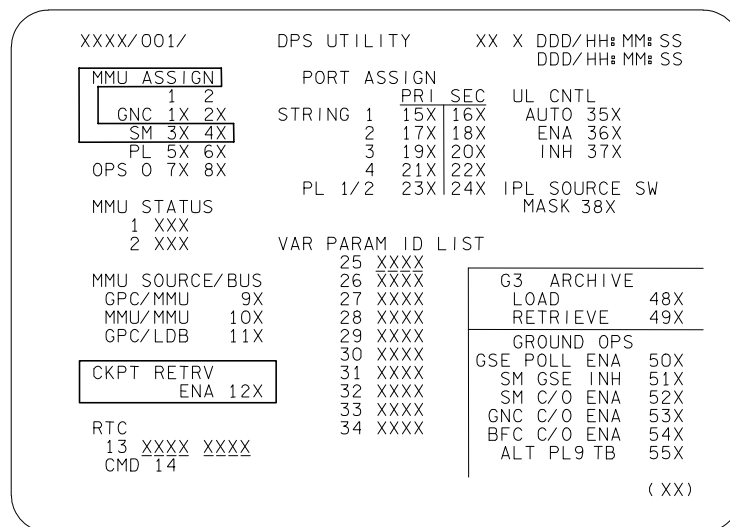 XXXX/001/ DPS UTILITY XX X DDD/HH:MM:SS
DDD/HH:MM:SS
MMU ASSIGN PORT ASSIGN
1 2 PRI SEC UL CNTL
GNC 1X 2X STRING 1 15X 16X AUTO 35X
SM 3X 4X 2 17X 18X ENA 36X
PL 5X 6X 3 19X 20X INH 37X
OPS 0 7X 8X 4 21X 22X
PL 1/2 23X 24X IPL SOURCE SW
MMU STATUS MASK 38X
1 XXX
2 XXX VAR PARAM ID LIST
25 XXXX
MMU SOURCE/BUS 26 XXXX G3 ARCHIVE
GPC/MMU 9X 27 XXXX LOAD 48X
MMU/MMU 10X 28 XXXX RETRIEVE 49X
GPC/LDB 11X 29 XXXX GROUND OPS
30 XXXX GSE POLL ENA 50X
CKPT RETRV 31 XXXX SM GSE INH 51X
ENA 12X 32 XXXX SM C/O ENA 52X
33 XXXX GNC C/O ENA 53X
RTC 34 XXXX BFC C/O ENA 54X
13 XXXX XXXX ALT PL9 TB 55X
CMD 14
(XX)